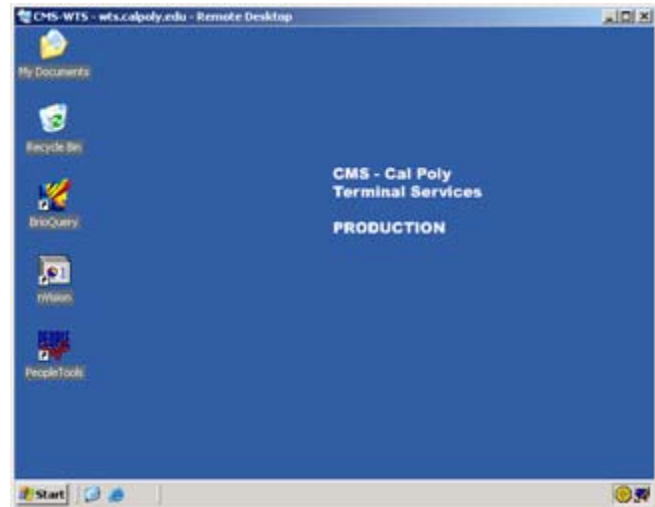 CMS-WTS - wts.calpoly.edu - Remote Desktop
My Documents
Recycle Bin
BrioQuery
nVision
PeopleTools
CMS - Cal Poly
Terminal Services
PRODUCTION
Start